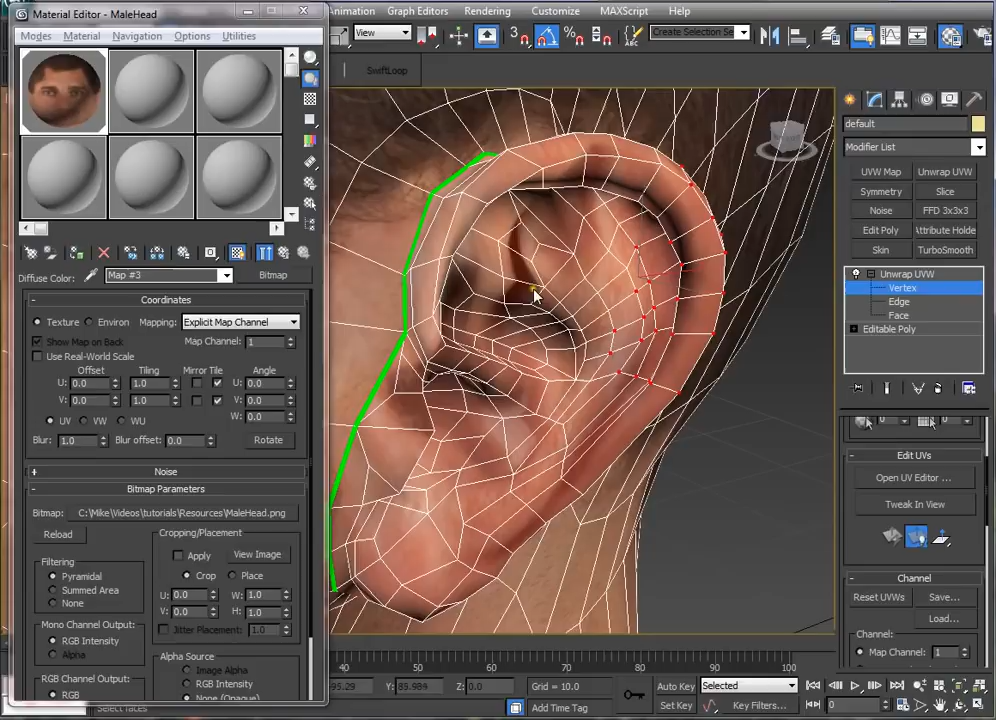 Material Editor - MaleHead
Modes Material Navigation Options Utilities
Animation Graph Editors Rendering Customize MAXScript Help
View
Create Selection Se
SwiftLoop
Diffuse Color: Map #3 Bitmap
Coordinates
Texture Environ Mapping: Explicit Map Channel
Show Map on Back Map Channel: 1
Use Real-World Scale
Offset Tiling Mirror Tile Angle
U: 0.0 1.0 U: 0.0
V: 0.0 1.0 V: 0.0
UV VW WU W: 0.0
Blur: 1.0 Blur offset: 0.0 Rotate
Noise
Bitmap Parameters
Bitmap: C:\Mike\Videos\tutorials\Resources\MaleHead.png
Reload
Cropping/Placement
Apply View Image
Crop Place
U: 0.0 W: 1.0
V: 0.0 H: 1.0
Jitter Placement: 1.0
Filtering
Pyramidal
Summed Area
None
Mono Channel Output:
RGB Intensity
Alpha
RGB Channel Output:
RGB
Alpha Source
Image Alpha
RGB Intensity
None (Opaque)
default
Modifier List
UVW Map Unwrap UVW
Symmetry Slice
Noise FFD 3x3x3
Edit Poly Attribute Holde
Skin TurboSmooth
Unwrap UVW
Vertex
Edge
Face
Editable Poly
Edit UVs
Open UV Editor ...
Tweak In View
Channel
Reset UVWs Save...
Load...
Channel:
Map Channel: 1
40 50 60 70 80 90 100
-95.29 Y: 83.984 Z: 0.0 Grid = 10.0
Auto Key Selected
Select faces
Add Time Tag
Set Key Key Filters...
0